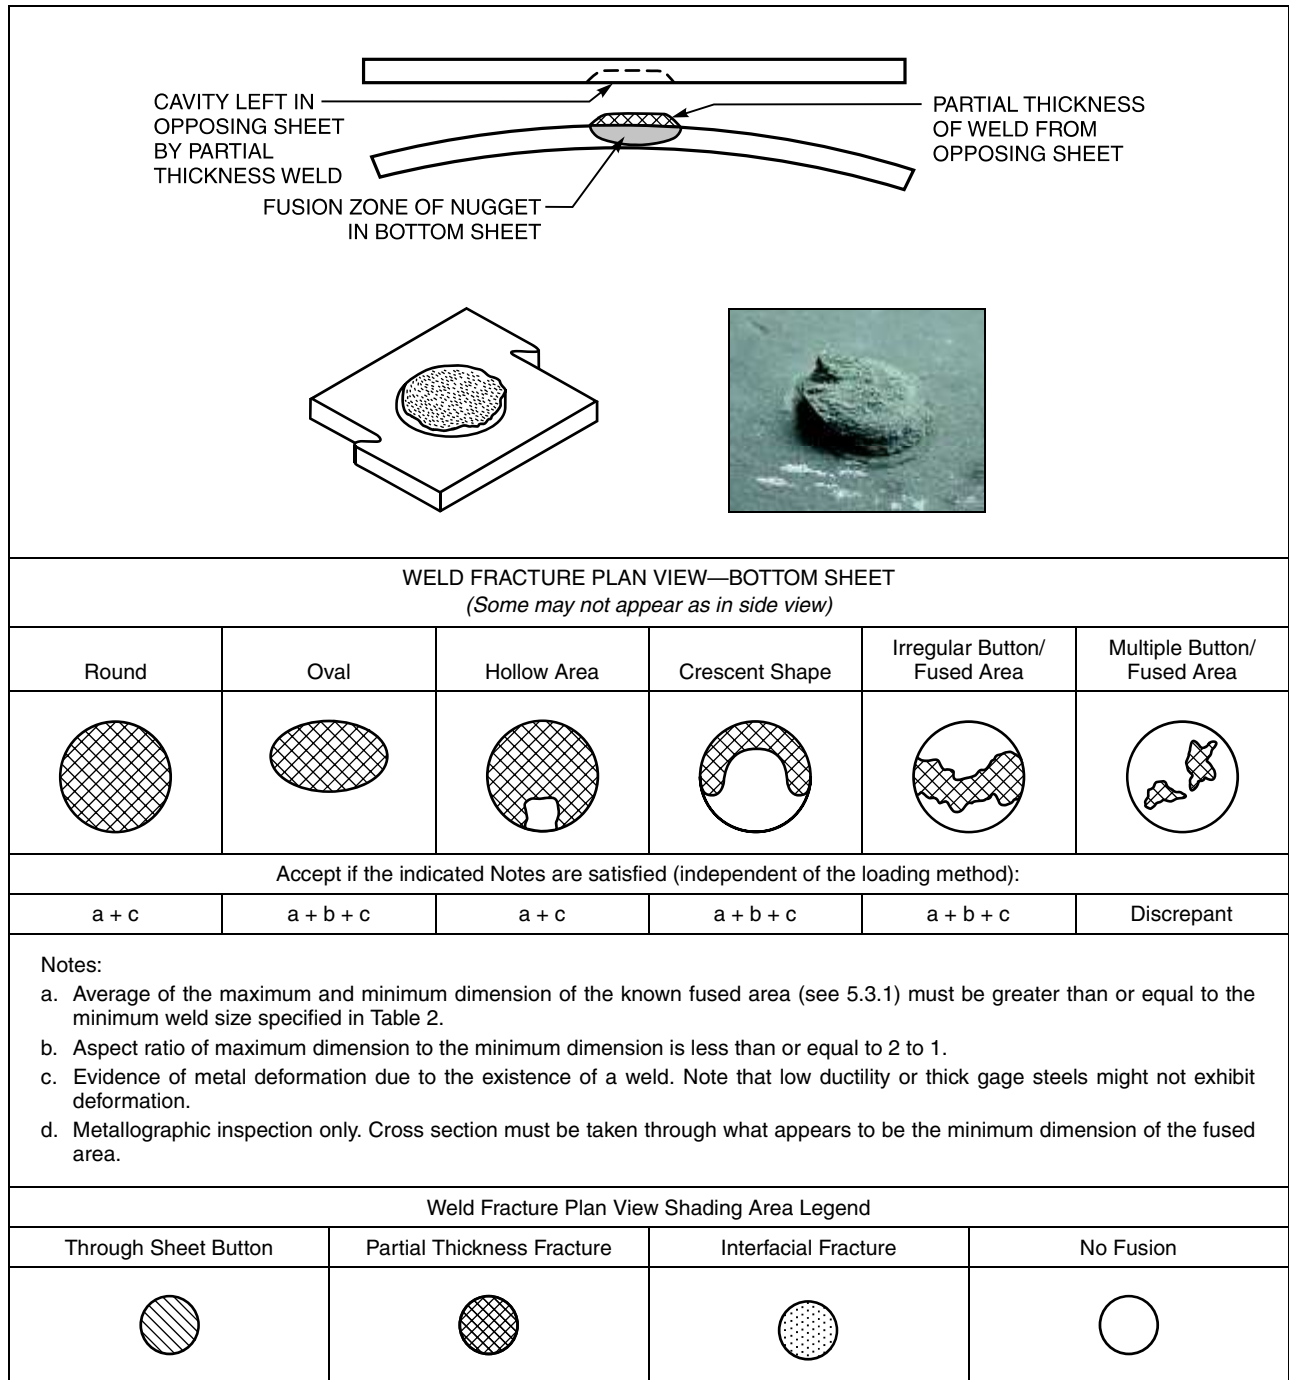 CAVITY LEFT IN
OPPOSING SHEET
BY PARTIAL
THICKNESS WELD
PARTIAL THICKNESS
OF WELD FROM
OPPOSING SHEET
FUSION ZONE OF NUGGET
IN BOTTOM SHEET
WELD FRACTURE PLAN VIEW—BOTTOM SHEET
(Some may not appear as in side view)
Round
Oval
Hollow Area
Crescent Shape
Irregular Button/
Fused Area
Multiple Button/
Fused Area
Accept if the indicated Notes are satisfied (independent of the loading method):
a + c
a + b + c
a + c
a + b + c
a + b + c
Discrepant
Notes:
a. Average of the maximum and minimum dimension of the known fused area (see 5.3.1) must be greater than or equal to the
minimum weld size specified in Table 2.
b. Aspect ratio of maximum dimension to the minimum dimension is less than or equal to 2 to 1.
c. Evidence of metal deformation due to the existence of a weld. Note that low ductility or thick gage steels might not exhibit
deformation.
d. Metallographic inspection only. Cross section must be taken through what appears to be the minimum dimension of the fused
area.
Weld Fracture Plan View Shading Area Legend
Through Sheet Button
Partial Thickness Fracture
Interfacial Fracture
No Fusion